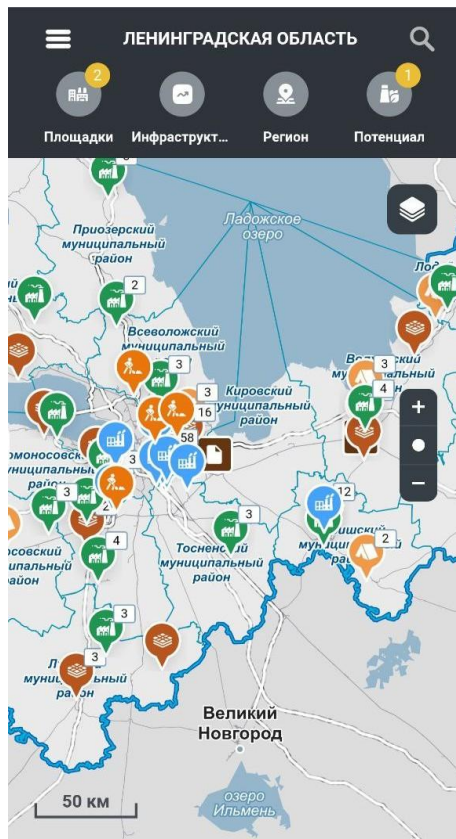 ЛЕНИНГРАДСКАЯ ОБЛАСТЬ
2
1
Площадки
Инфраструкт...
Регион
Потенциал
Ладожское
озеро
Приозерский
муниципальный
район
2
Всеволожский
муниципальный
район
3
3
16
58
3
Кировский
муниципальный
район
3
4
+
−
12
3
3
2
4
Тосненский
муниципальный
район
2
3
3
район
Великий
Новгород
50 км
озеро
Ильмень